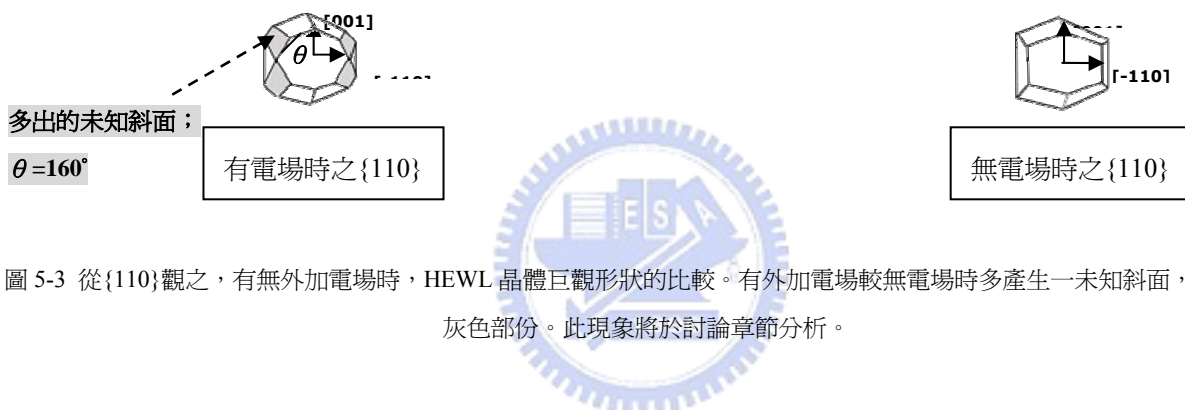 [001]
θ
多出的未知斜面；
θ=160°
有電場時之{110}
[-110]
無電場時之{110}
圖 5-3 從{110}觀之，有無外加電場時，HEWL 晶體巨觀形狀的比較。有外加電場較無電場時多產生一未知斜面，
灰色部份。此現象將於討論章節分析。
E S A